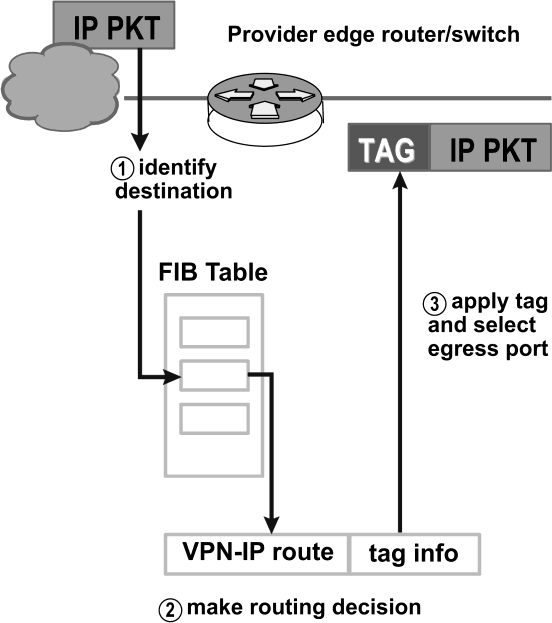 IP PKT
Provider edge router/switch
TAG IP PKT
① identify
destination
FIB Table
③ apply tag
and select
egress port
VPN-IP route tag info
② make routing decision